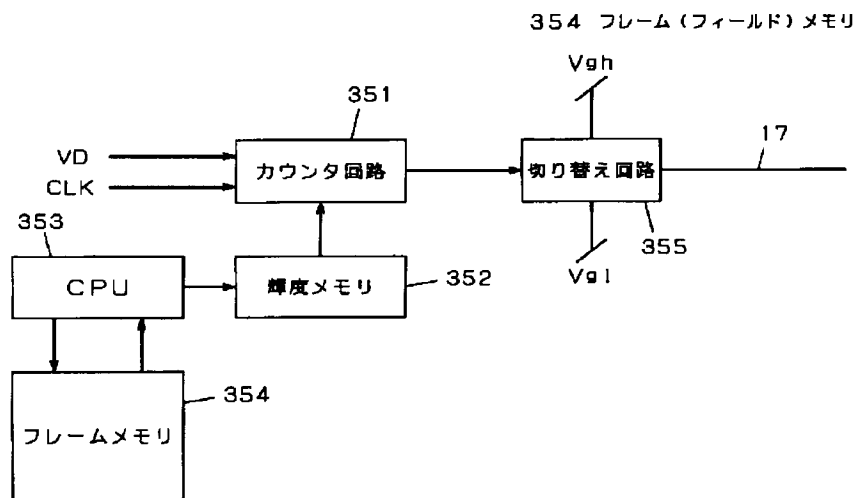 354 フレーム(フィールド)メモリ
Vgh
351
17
VD
カウンタ回路
切り替え回路
CLK
353
355
CPU
輝度メモリ
352
Vgl
354
フレームメモリ